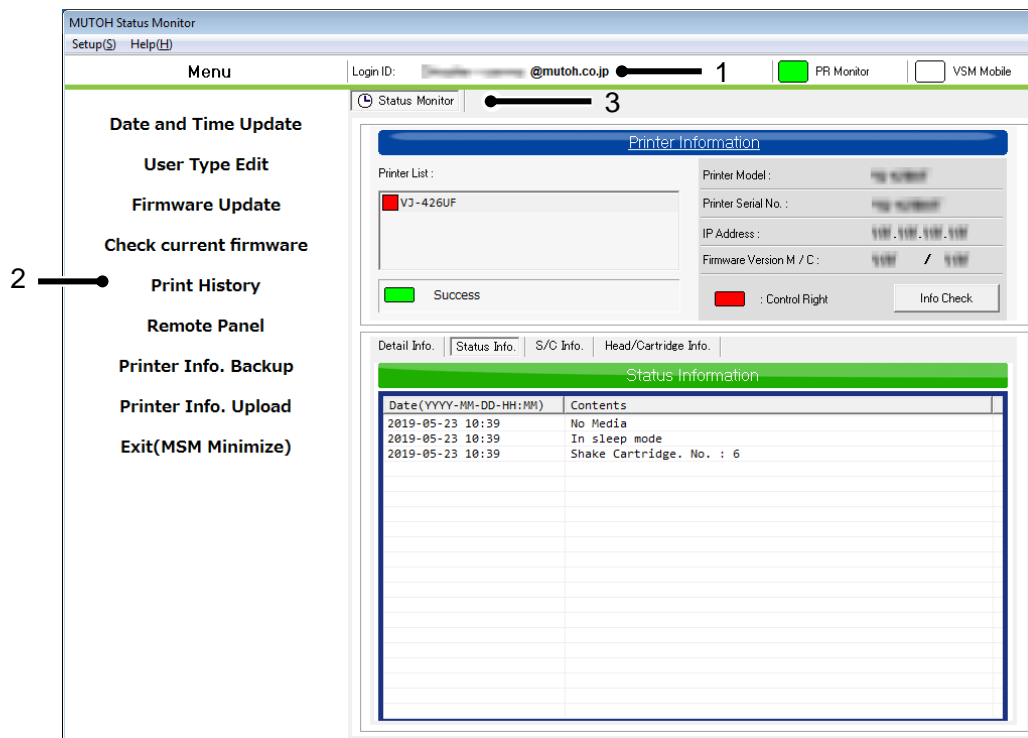 MUTOH Status Monitor
Setup(S) Help(H)
Menu
Login ID: @mutoh.co.jp 1 PR Monitor VSM Mobile
Status Monitor 3
Date and Time Update
User Type Edit
Firmware Update
Check current firmware
2 Print History
Remote Panel
Printer Info. Backup
Printer Info. Upload
Exit(MSM Minimize)
Printer Information
Printer List :
VJ-426UF
Success
Printer Model :
Printer Serial No. :
IP Address :
Firmware Version M / C : /
: Control Right Info Check
Detail Info. Status Info. S/C Info. Head/Cartridge Info.
Status Information
Date(YYYY-MM-DD-HH:MM) Contents
2019-05-23 10:39 No Media
2019-05-23 10:39 In sleep mode
2019-05-23 10:39 Shake Cartridge. No. : 6